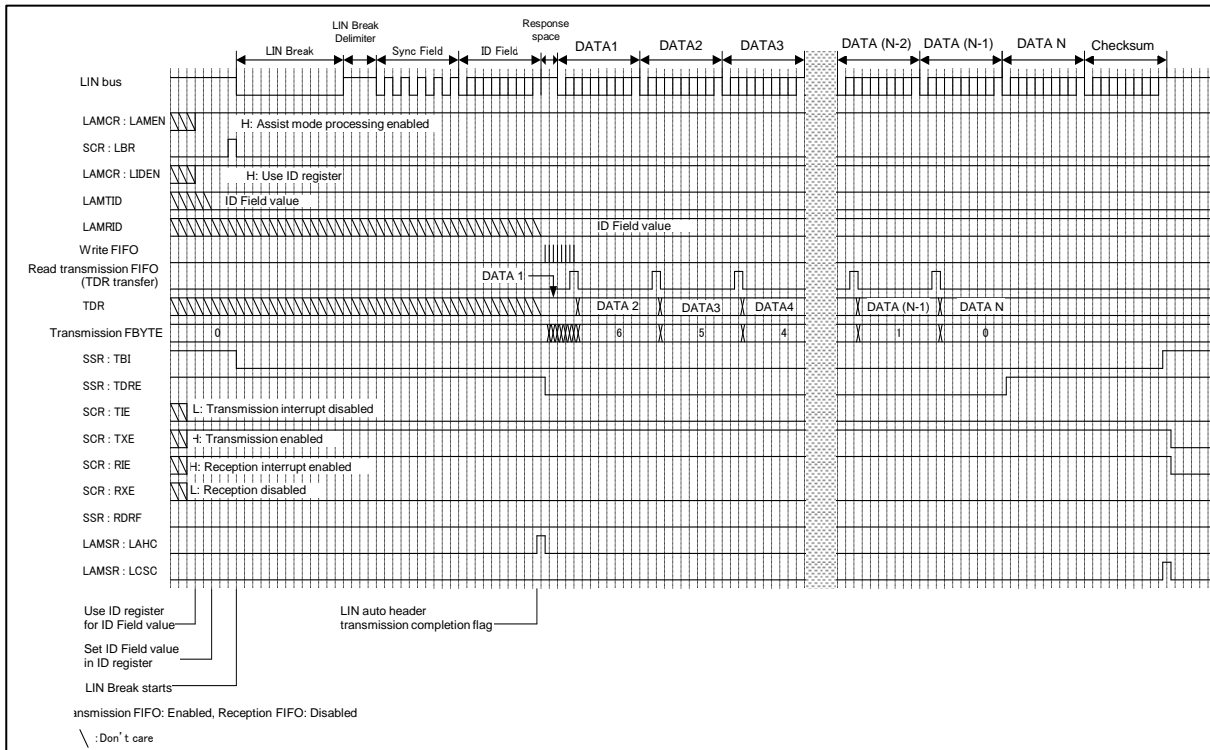 LIN Break
Delimiter
Response
space
LIN Break
Sync Field
ID Field
DATA1
DATA2
DATA3
DATA (N-2)
DATA (N-1)
DATA N
Checksum
LIN bus
LAMCR : LAMEN
H: Assist mode processing enabled
SCR : LBR
LAMCR : LIDEN
H: Use ID register
LAMTID
ID Field value
LAMRID
ID Field value
Write FIFO
Read transmission FIFO
(TDR transfer)
DATA 1
TDR
DATA 2
DATA3
DATA4
DATA (N-1)
DATA N
Transmission FBYTE
0
6
5
4
1
0
SSR : TBI
SSR : TDRE
SCR : TIE
L: Transmission interrupt disabled
SCR : TXE
H: Transmission enabled
SCR : RIE
H: Reception interrupt enabled
SCR : RXE
L: Reception disabled
SSR : RDRF
LAMSR : LAHC
LAMSR : LCSC
Use ID register
for ID Field value
LIN auto header
transmission completion flag
Set ID Field value
in ID register
LIN Break starts
ansmission FIFO: Enabled, Reception FIFO: Disabled
\ :Don't care